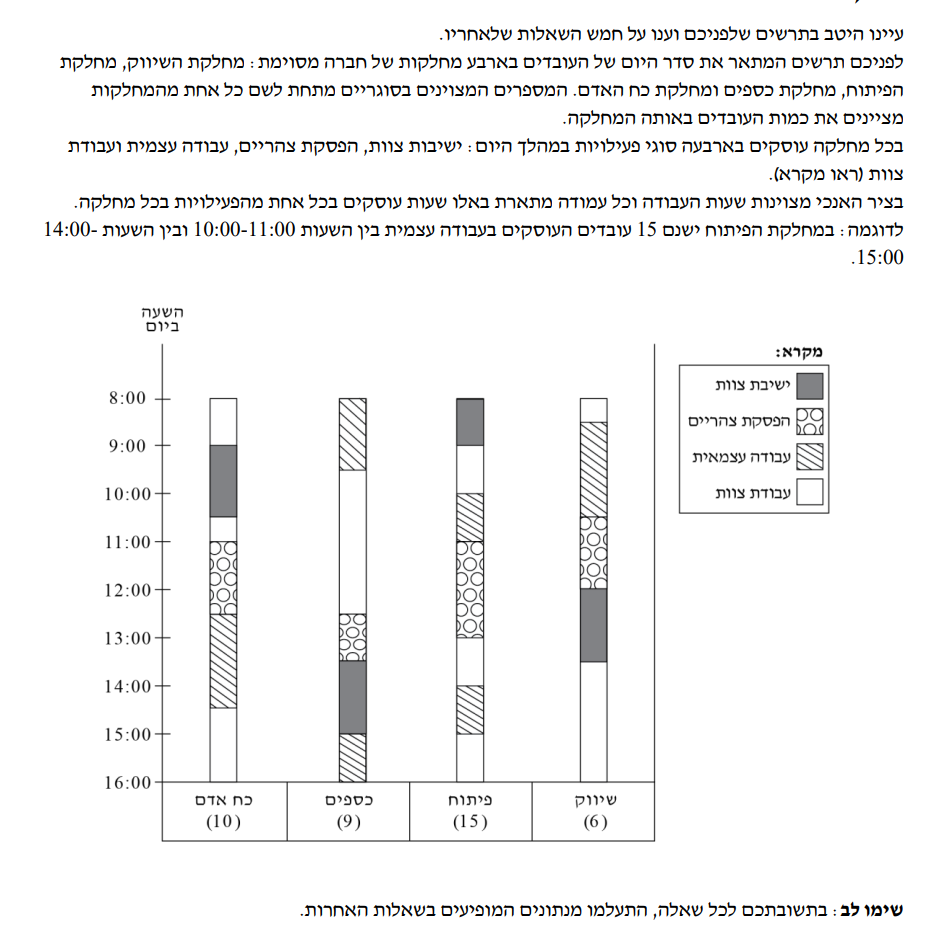 עיינו היטב בתרשים שלפניכם וענו על חמש השאלות שלאחריו.
לפניכם תרשים המתאר את סדר היום של העובדים בארבע מחלקות של חברה מסוימת: מחלקת השיווק, מחלקת
הפיתוח, מחלקת כספים ומחלקת כח האדם. המספרים המצוינים בסוגריים מתחת לשם כל אחת מהמחלקות
מציינים את כמות העובדים באותה המחלקה.
בכל מחלקה עוסקים בארבעה סוגי פעילויות במהלך היום: ישיבות צוות, הפסקת צהריים, עבודה עצמית ועבודת
צוות (ראו מקרא).
בציר האנכי מצוינות שעות העבודה וכל עמודה מתארת באלו שעות עוסקים בכל אחת מהפעילויות בכל מחלקה.
לדוגמה: במחלקת הפיתוח ישנם 15 עובדים העוסקים בעבודה עצמית בין השעות 10:00-11:00 ובין השעות 14:00-
15:00.
השעה
ביום
מקרא:
ישיבת צוות
הפסקת צהריים
עבודה עצמאית
עבודת צוות
8:00
9:00
10:00
11:00
12:00
13:00
14:00
15:00
16:00
שיווק
(6)
פיתוח
(15)
כספים
(9)
כח אדם
(10)
שימו לב: בתשובתכם לכל שאלה, התעלמו מנתונים המופיעים בשאלות האחרות.